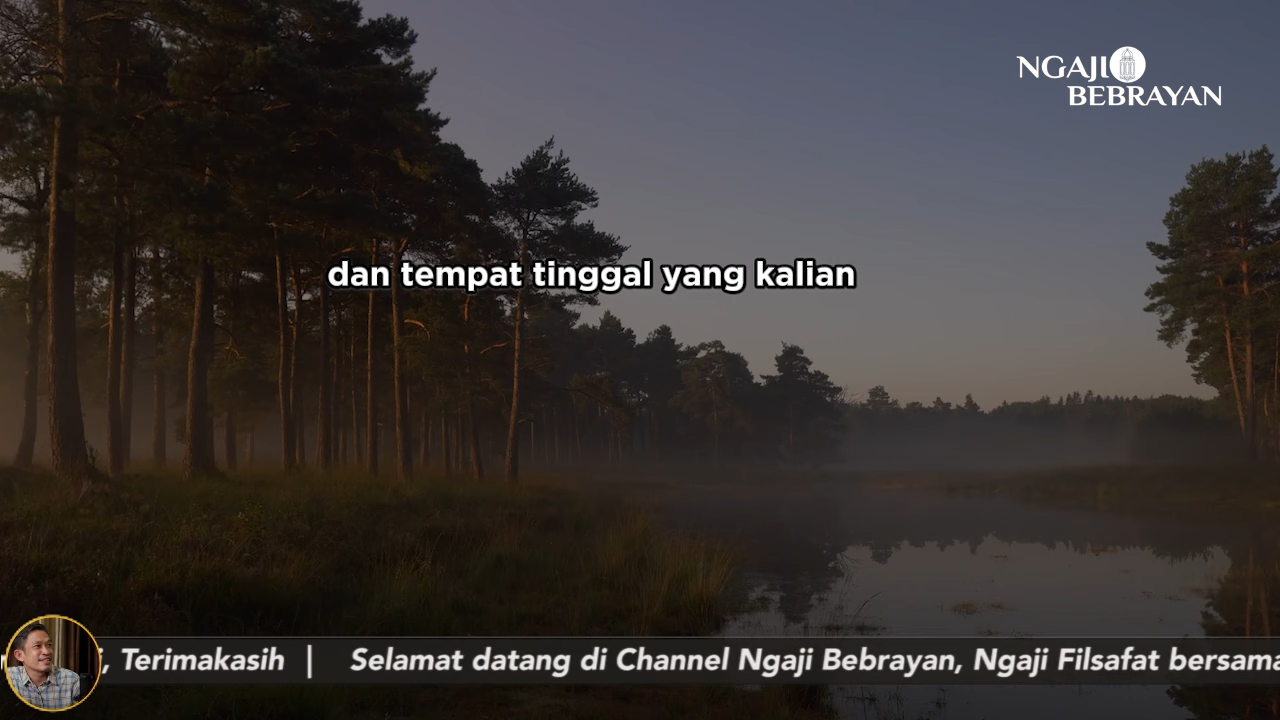 NGAJI
BEBRAYAN
dan tempat tinggal yang kalian
, Terimakasih | Selamat datang di Channel Ngaji Bebrayan, Ngaji Filsafat bersama